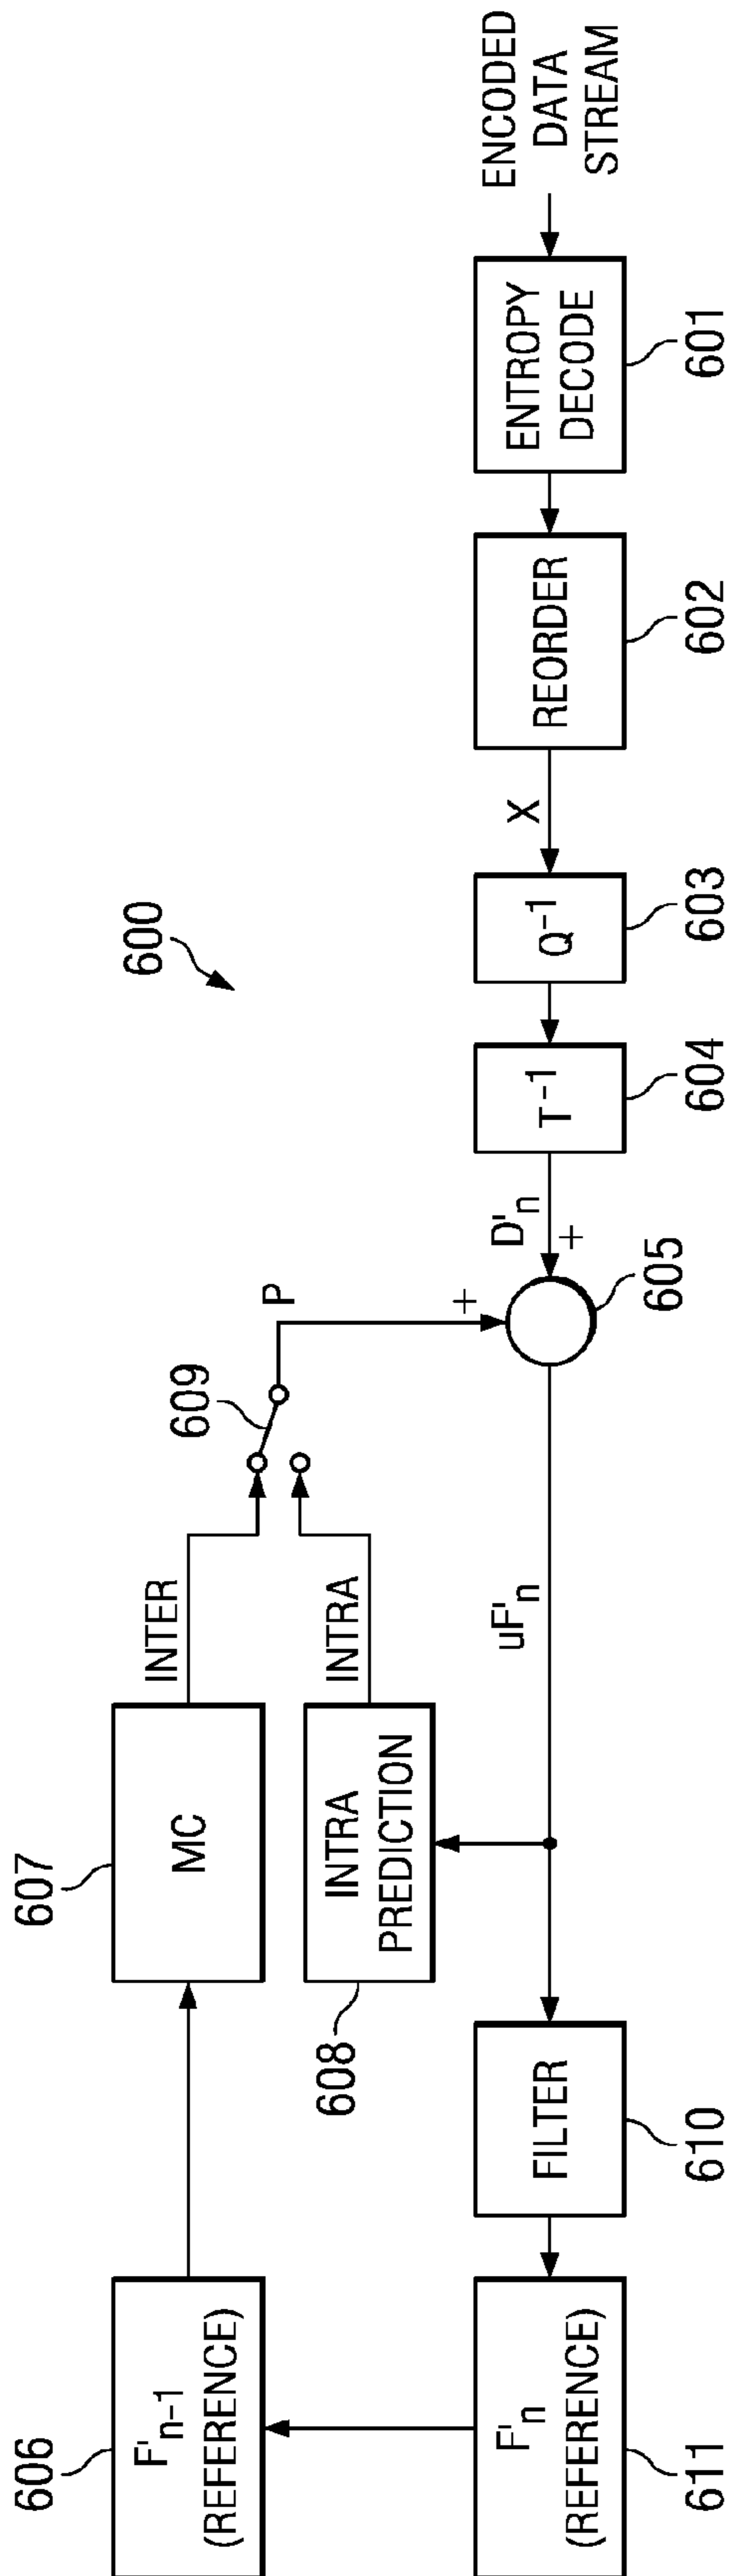 600
606
F'n-1
(REFERENCE)
607
MC
INTER
609
P
608
INTRA
PREDICTION
INTRA
+
611
F'n
(REFERENCE)
610
FILTER
uF'n
605
D'n
+
604
T-1
603
Q-1
X
602
REORDER
601
ENTROPY
DECODE
ENCODED
DATA
STREAM